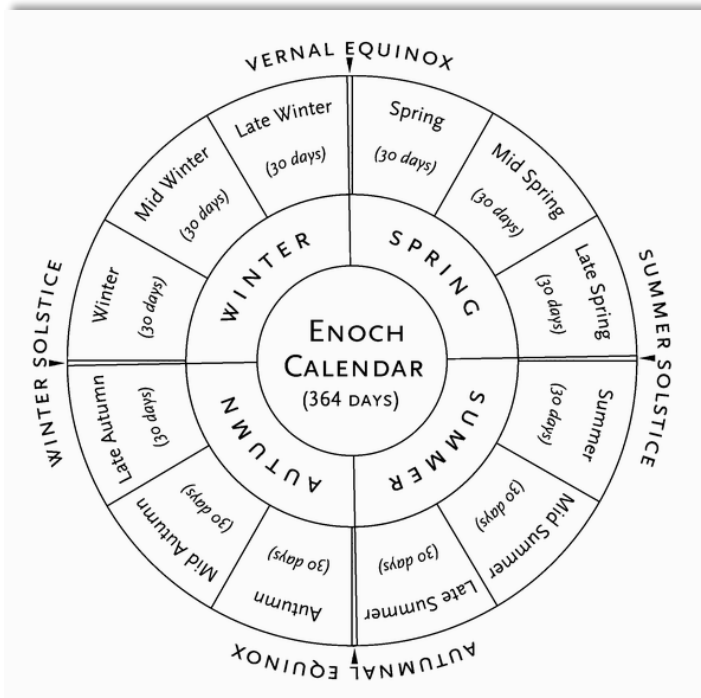 VERNAL EQUINOX
Spring
(30 days)
Mid Spring
(30 days)
Late Spring
(30 days)
SUMMER SOLSTICE
Summer
(30 days)
Mid Summer
(30 days)
Late Summer
(30 days)
AUTUMNAL EQUINOX
Autumn
(30 days)
Mid Autumn
(30 days)
Late Autumn
(30 days)
WINTER SOLSTICE
Winter
(30 days)
Mid Winter
(30 days)
Late Winter
(30 days)
SPRING
SUMMER
AUTUMN
WINTER
ENOCH
CALENDAR
(364 DAYS)